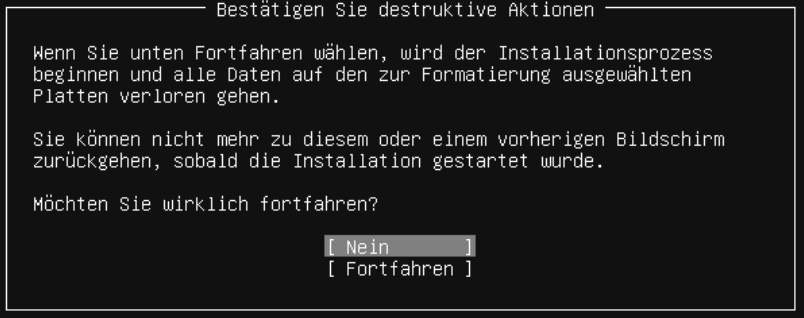 Bestätigen Sie destruktive Aktionen
Wenn Sie unten Fortfahren wählen, wird der Installationsprozess
beginnen und alle Daten auf den zur Formatierung ausgewählten
Platten verloren gehen.
Sie können nicht mehr zu diesem oder einem vorherigen Bildschirm
zurückgehen, sobald die Installation gestartet wurde.
Möchten Sie wirklich fortfahren?
[ Nein ]
[ Fortfahren ]